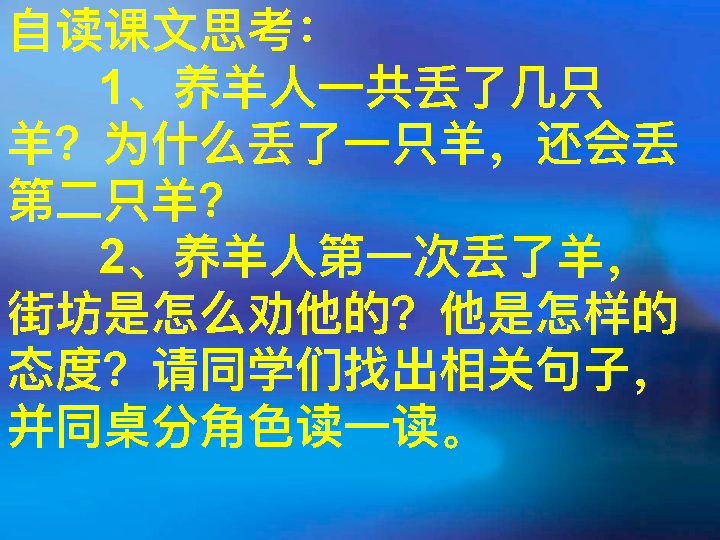 自读课文思考：
1、养羊人一共丢了几只
羊？为什么丢了一只羊，还会丢
第二只羊？
2、养羊人第一次丢了羊，
街坊是怎么劝他的？他是怎样的
态度？请同学们找出相关句子，
并同桌分角色读一读。